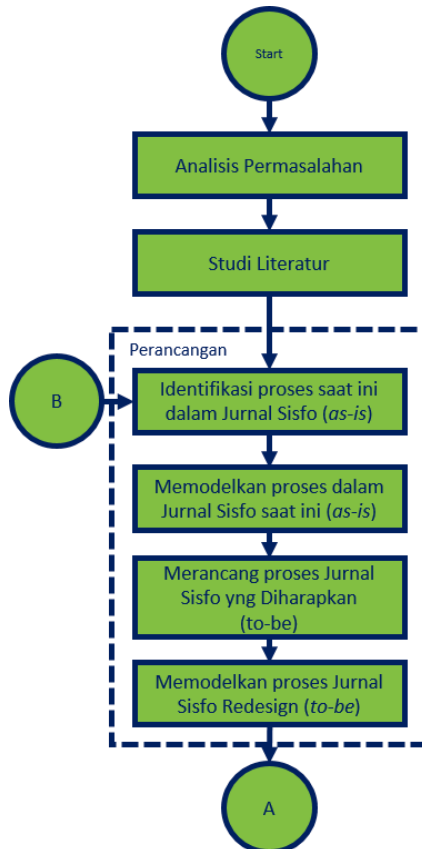 Start
Analisis Permasalahan
Studi Literatur
Perancangan
B
Identifikasi proses saat ini
dalam Jurnal Sisfo (as-is)
Memodelkan proses dalam
Jurnal Sisfo saat ini (as-is)
Merancang proses Jurnal
Sisfo yng Diharapkan
(to-be)
Memodelkan proses Jurnal
Sisfo Redesign (to-be)
A